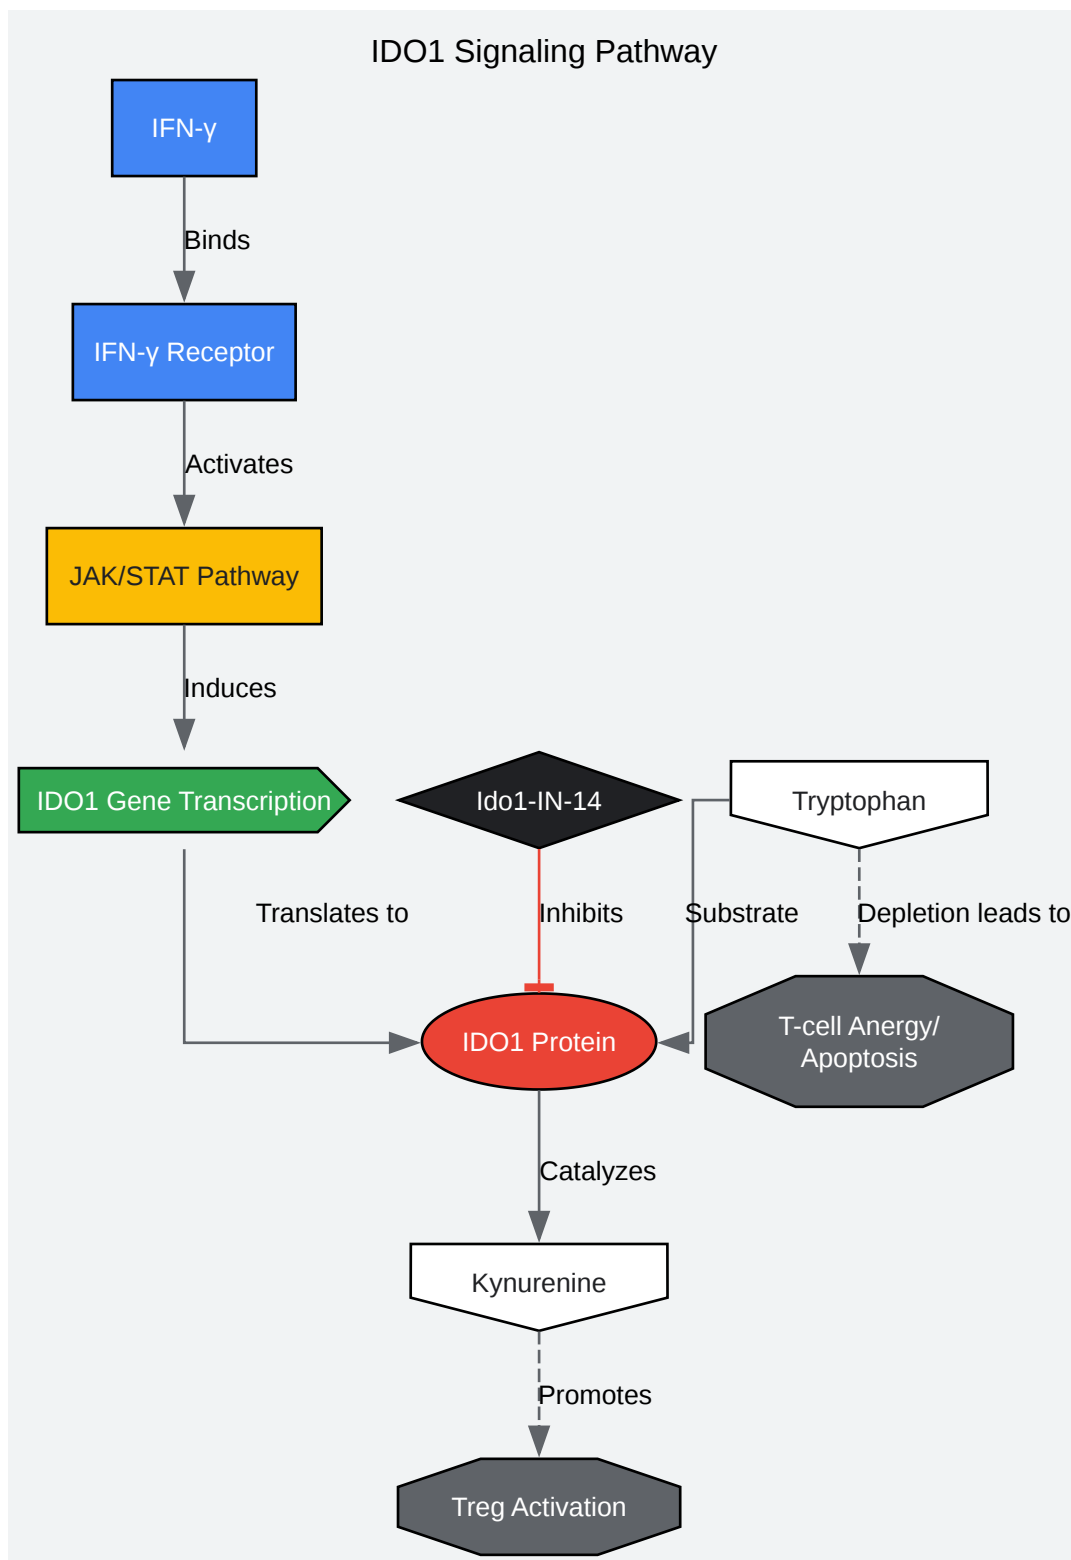 IDO1 Signaling Pathway
IFN-γ
Binds
IFN-γ Receptor
Activates
JAK/STAT Pathway
Induces
IDO1 Gene Transcription
Ido1-IN-14
Tryptophan
Translates to
Inhibits
Substrate
Depletion leads to
IDO1 Protein
T-cell Anergy/
Apoptosis
Catalyzes
Kynurenine
Promotes
Treg Activation